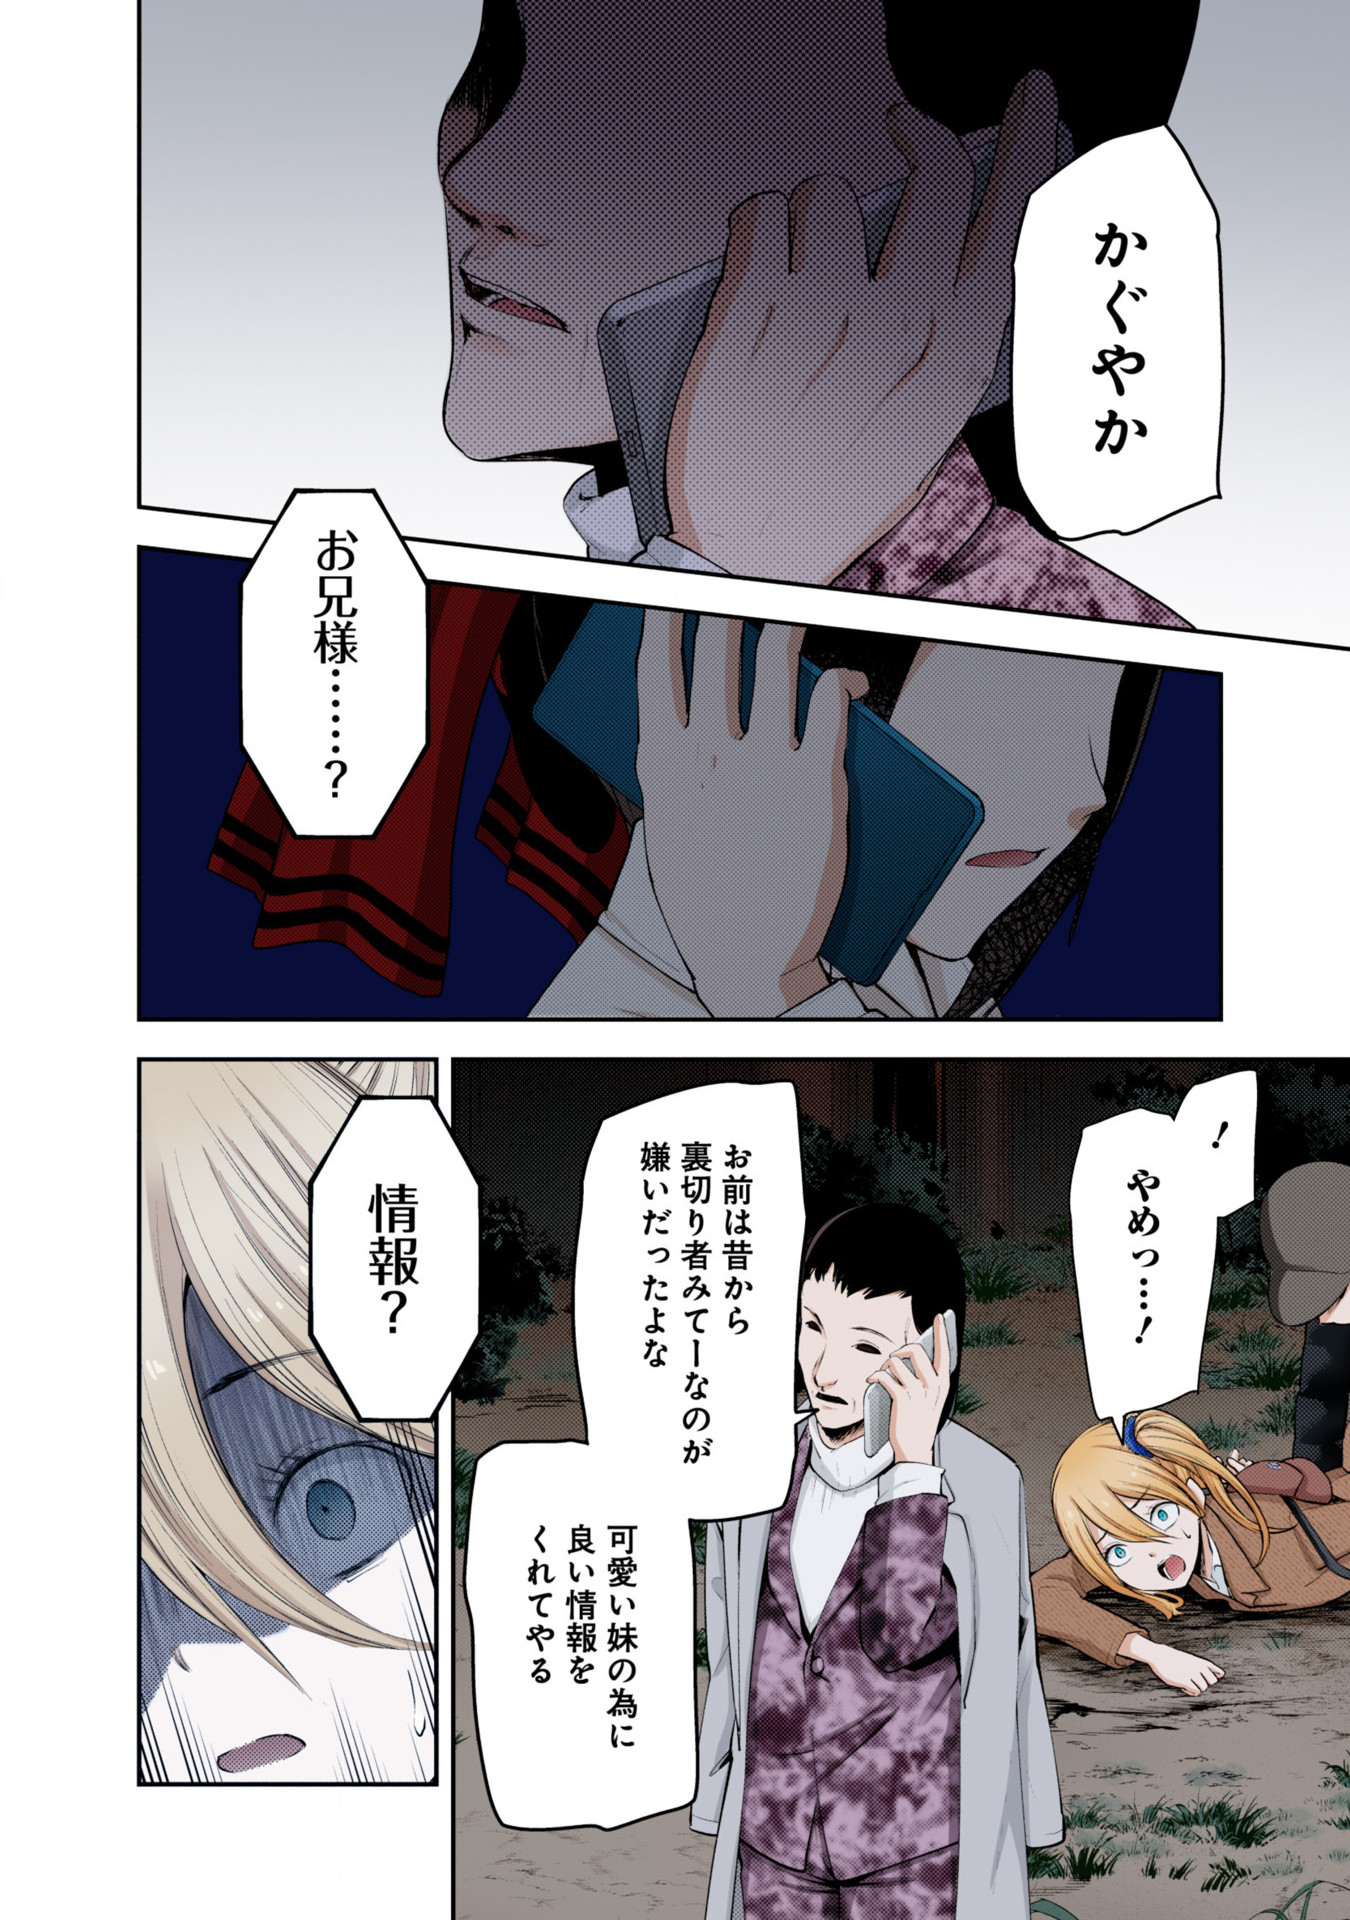 かぐやか
お兄様……？
！
やめっ…！
お前は昔から
裏切り者みてーなのが
嫌いだったよな
可愛い妹の為に
良い情報を
くれてやる
情報？